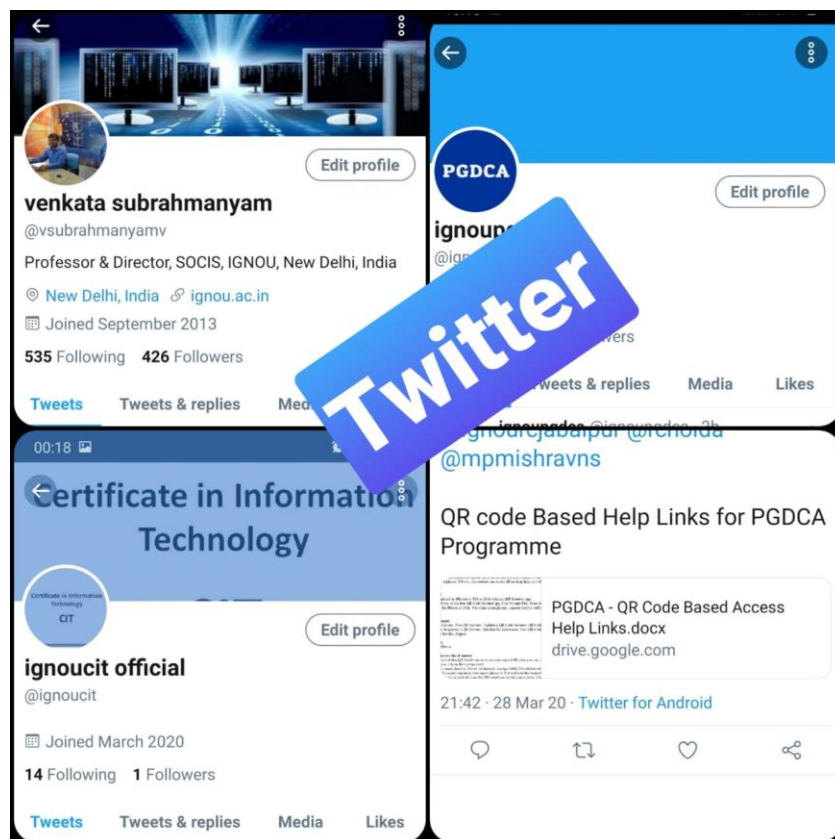 venkata subrahmanyam
@vsubrahmanyamv
Professor & Director, SOCIS, IGNOU, New Delhi, India
New Delhi, India ignou.ac.in
Joined September 2013
535 Following 426 Followers
Tweets Tweets & replies
Edit profile
PGDCA
Edit profile
Tweets & replies Media Likes
Twitter
00:18
Certificate in Information
Technology
Certificate in Information
Technology
CIT
Edit profile
ignoucit official
@ignoucit
Joined March 2020
14 Following 1 Followers
Tweets Tweets & replies Media Likes
@mpmishravns
QR code Based Help Links for PGDCA
Programme
PGDCA - QR Code Based Access
Help Links.docx
drive.google.com
21:42 · 28 Mar 20 · Twitter for Android